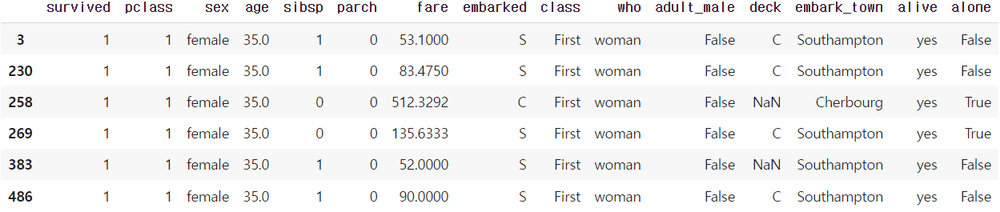 survived pclass sex age sibsp parch fare embarked class who adult_male deck embark_town alive alone
3 1 1 female 35.0 1 0 53.1000 S First woman False C Southampton yes False
230 1 1 female 35.0 1 0 83.4750 S First woman False C Southampton yes False
258 1 1 female 35.0 0 0 512.3292 C First woman False NaN Cherbourg yes True
269 1 1 female 35.0 0 0 135.6333 S First woman False C Southampton yes True
383 1 1 female 35.0 1 0 52.0000 S First woman False NaN Southampton yes False
486 1 1 female 35.0 1 0 90.0000 S First woman False C Southampton yes False